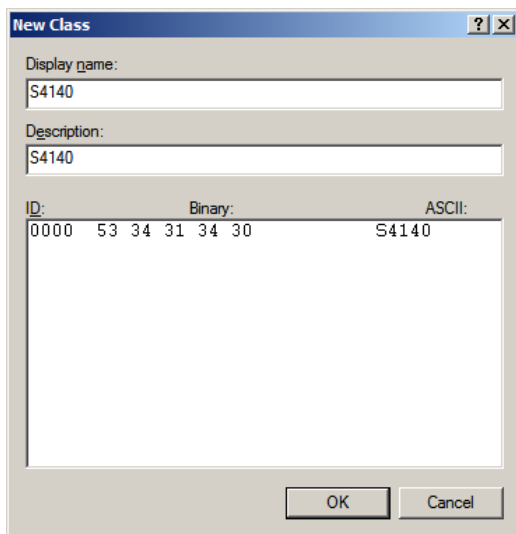 New Class
Display name:
S4140
Description:
S4140
ID: Binary: ASCII:
0000 53 34 31 34 30 S4140
OK Cancel